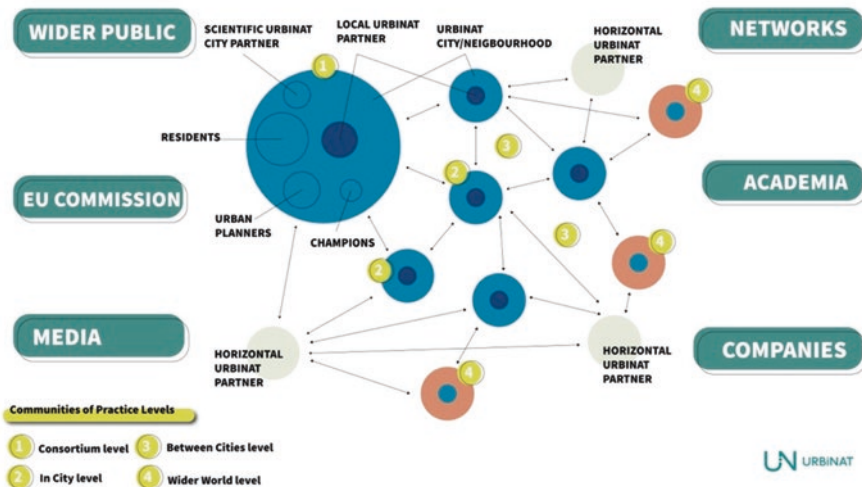 WIDER PUBLIC
SCIENTIFIC URBINAT
CITY PARTNER
LOCAL URBINAT
PARTNER
URBINAT
CITY/NEIGBOURHOOD
HORIZONTAL
URBINAT
PARTNER
NETWORKS
1
4
RESIDENTS
3
2
EU COMMISSION
ACADEMIA
URBAN
PLANNERS
CHAMPIONS
3
4
2
MEDIA
HORIZONTAL
URBINAT
PARTNER
4
HORIZONTAL
URBINAT
PARTNER
COMPANIES
Communities of Practice Levels
1 Consortium level
3 Between Cities level
2 In City level
4 Wider World level
UN URBiNAT